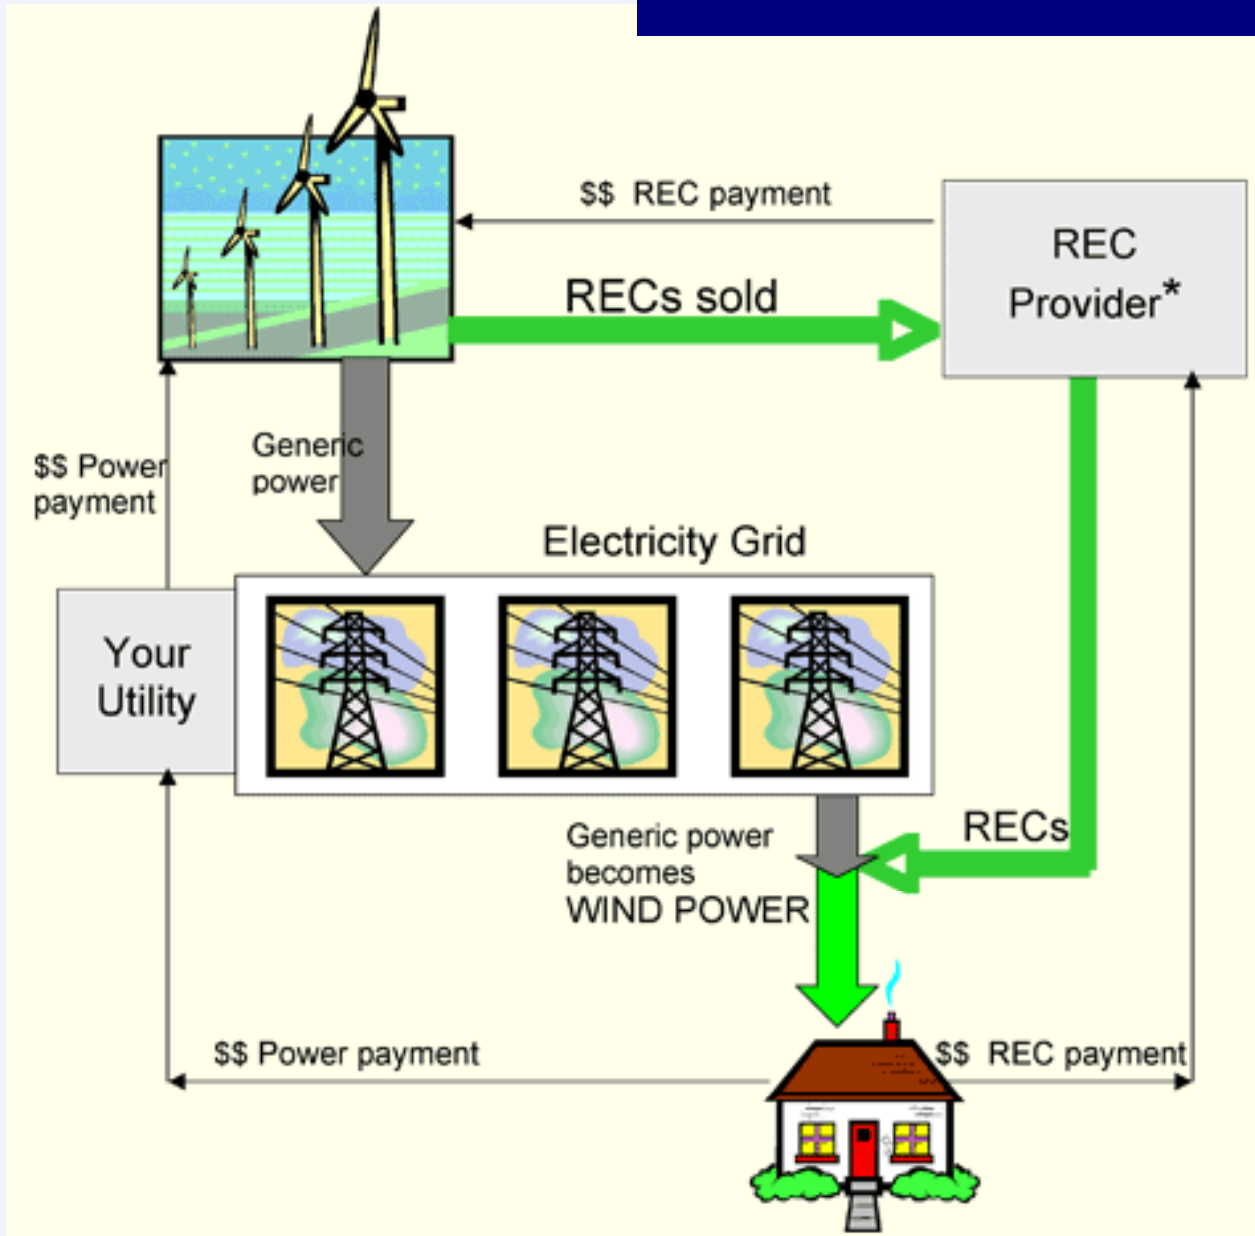 $$ REC payment
REC
Provider*
RECs sold
Generic
power
$$ Power
payment
Electricity Grid
Your
Utility
Generic power
becomes
WIND POWER
RECs
$$ Power payment
$$ REC payment